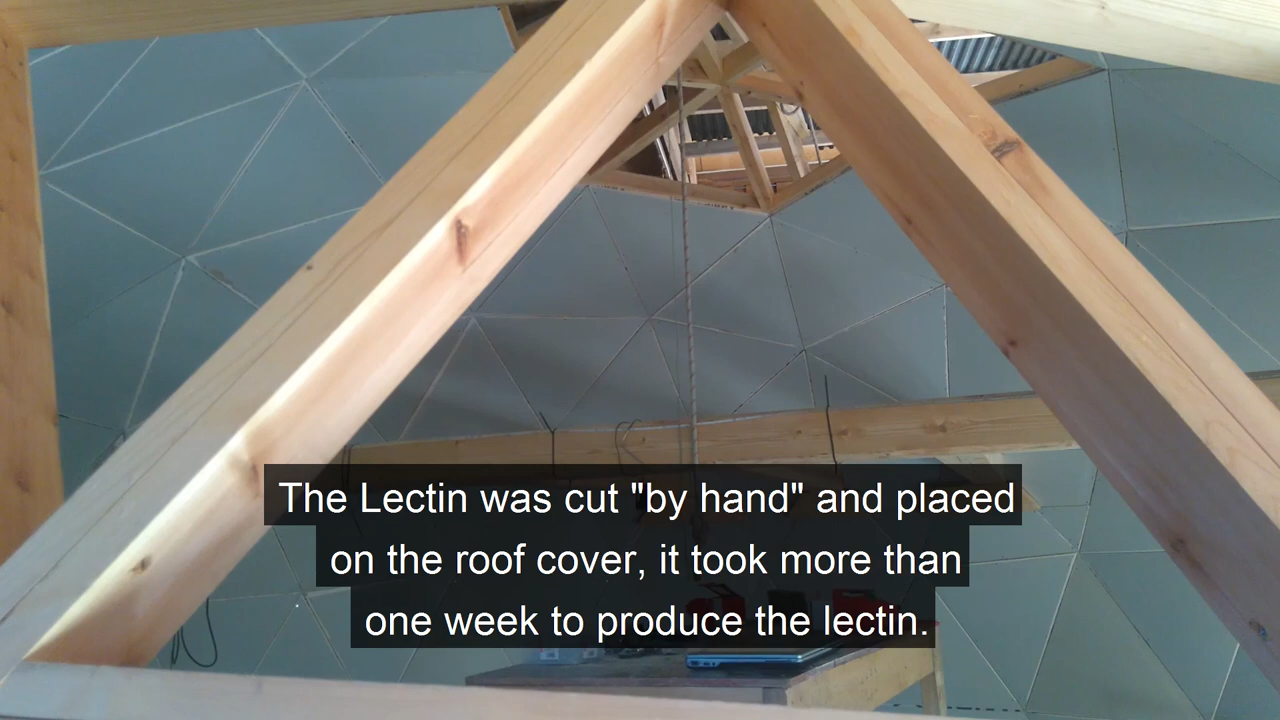 The Lectin was cut "by hand" and placed
on the roof cover, it took more than
one week to produce the lectin.